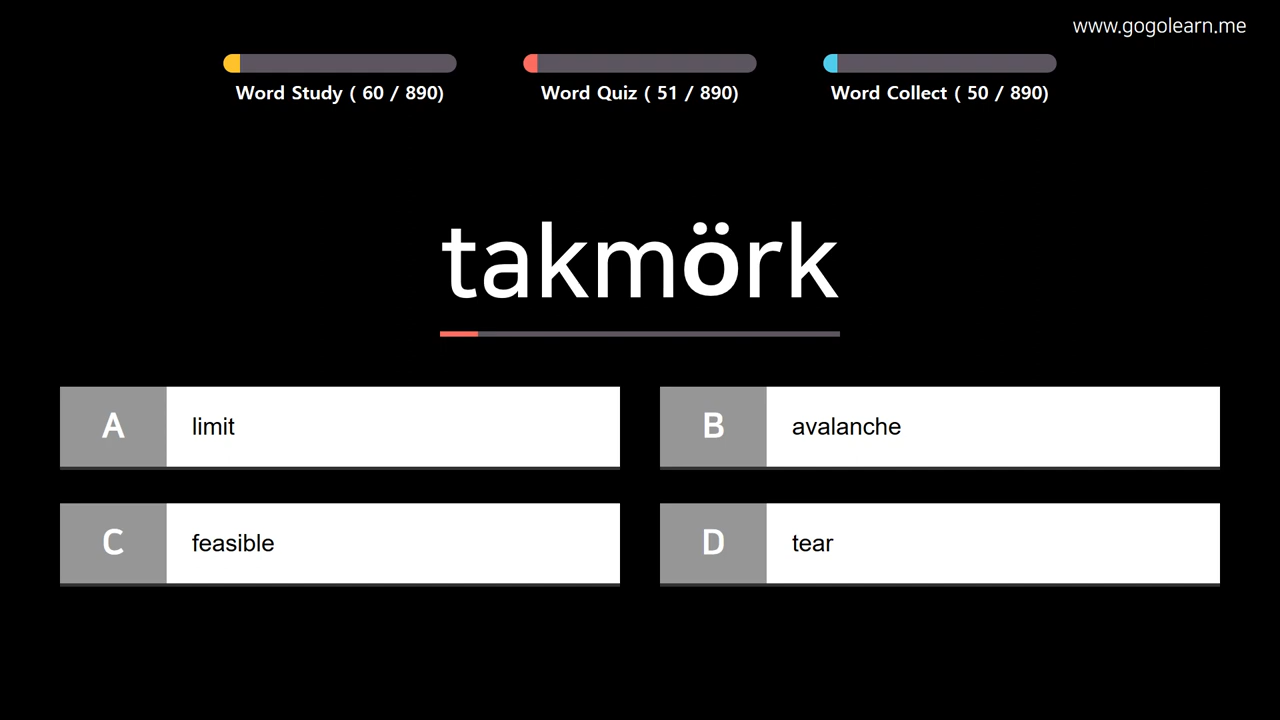 www.gogolearn.me
Word Study ( 60 / 890)
Word Quiz ( 51 / 890)
Word Collect ( 50 / 890)
takmörk
A limit
B avalanche
C feasible
D tear